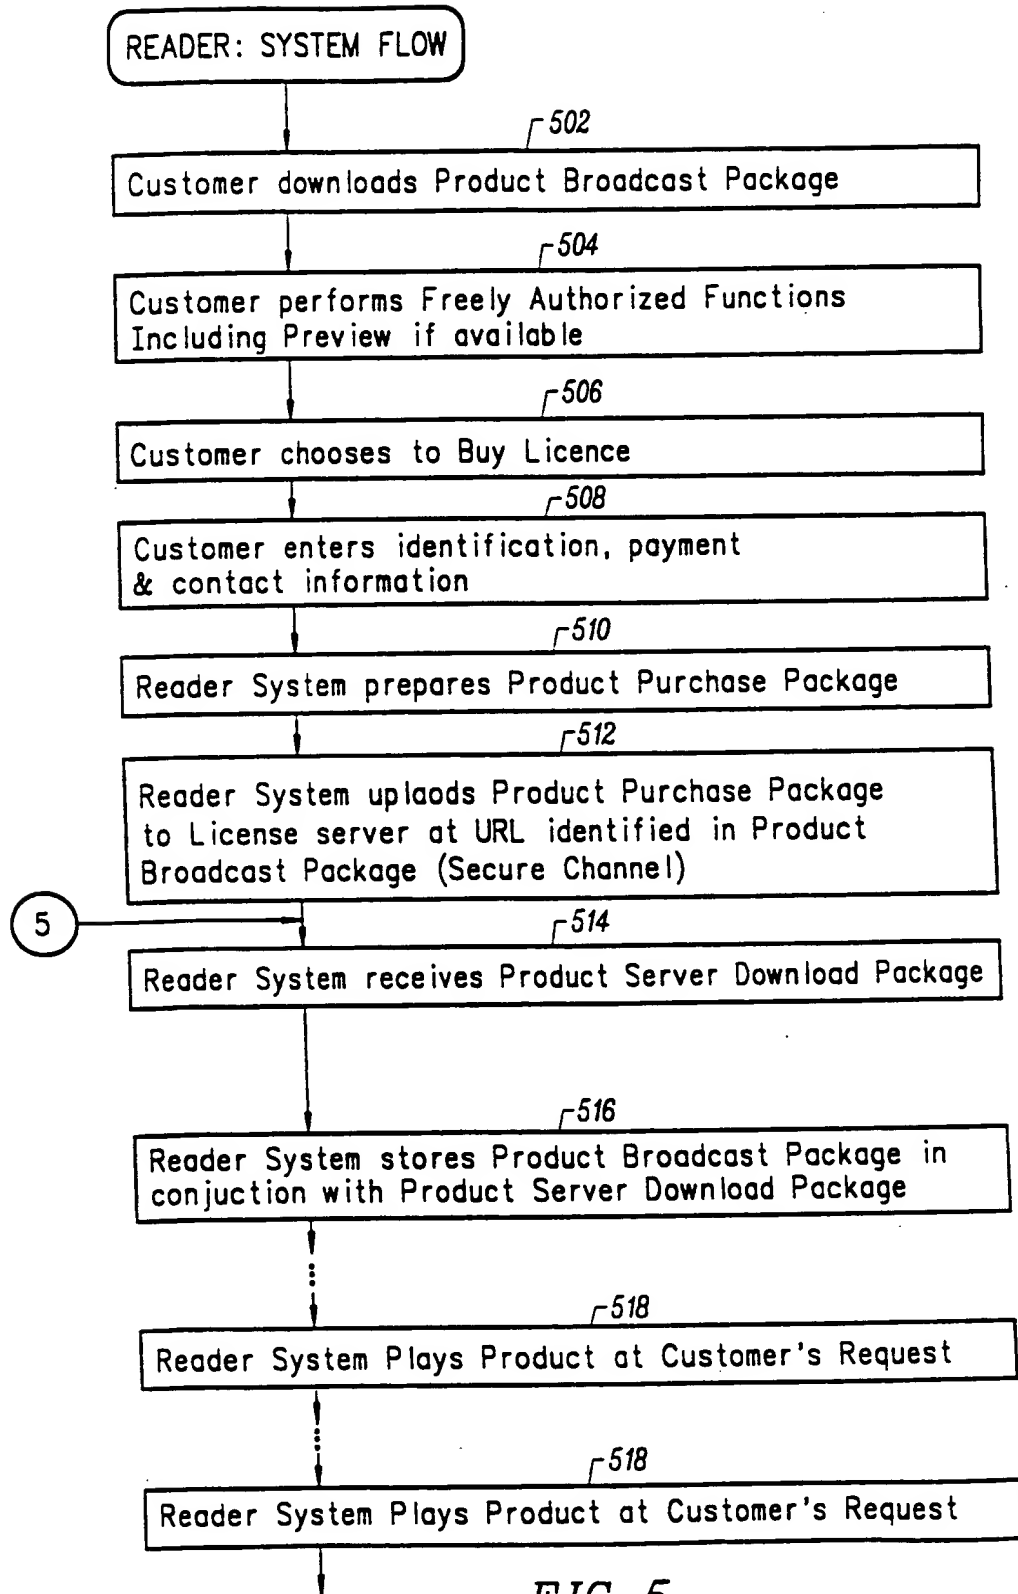 READER: SYSTEM FLOW
502
Customer downloads Product Broadcast Package
504
Customer performs Freely Authorized Functions
Including Preview if available
506
Customer chooses to Buy Licence
508
Customer enters identification, payment
& contact information
510
Reader System prepares Product Purchase Package
512
Reader System uplaods Product Purchase Package
to License server at URL identified in Product
Broadcast Package (Secure Channel)
5
514
Reader System receives Product Server Download Package
516
Reader System stores Product Broadcast Package in
conjuction with Product Server Download Package
518
Reader System Plays Product at Customer's Request
518
Reader System Plays Product at Customer's Request
FIG. 5